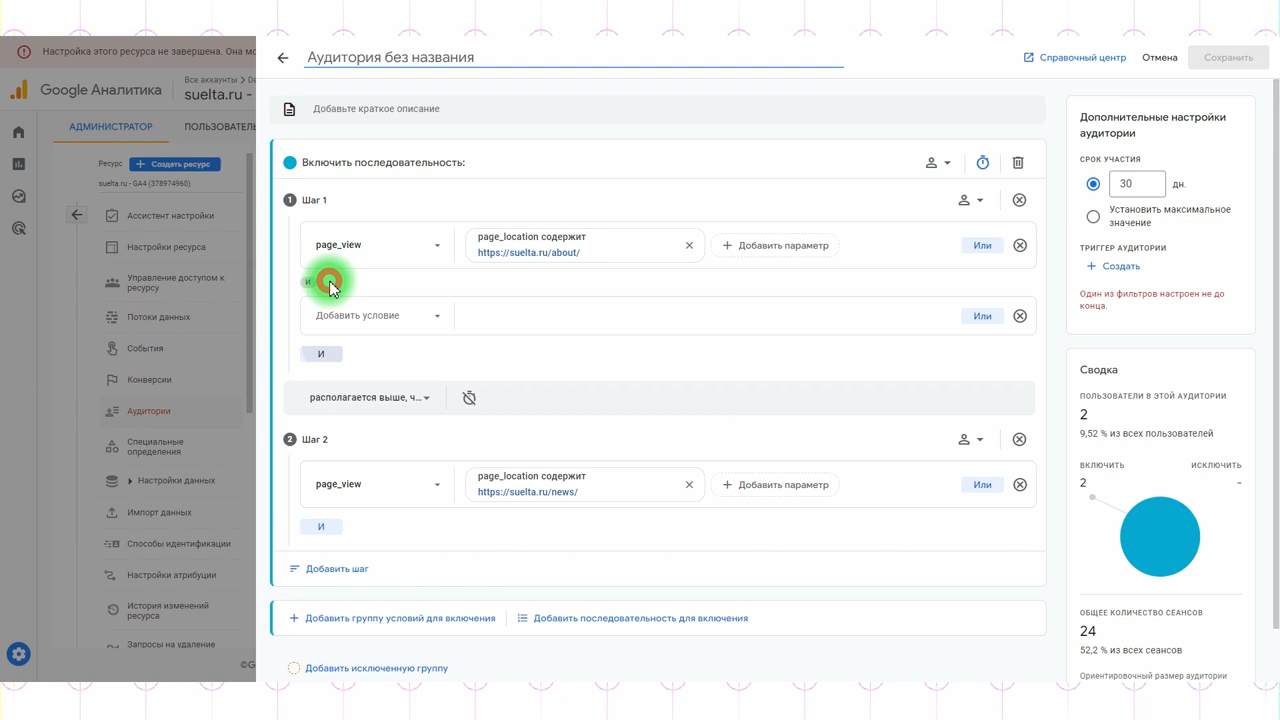 Настройка этого ресурса не завершена. Она мо
Google Аналитика
Все аккаунты > De
suelta.ru -
АДМИНИСТРАТОР
ПОЛЬЗОВАТЕЛЬ
Ресурс
Создать ресурс
suelta.ru - GA4 (378974960)
Ассистент настройки
Настройки ресурса
Управление доступом к
ресурсу
Потоки данных
События
Конверсии
Аудитории
Специальные
определения
Настройки данных
Импорт данных
Способы идентификации
Настройки атрибуции
История изменений
ресурса
Запросы на удаление
Аудитория без названия
Справочный центр
Отмена
Сохранить
Добавьте краткое описание
Включить последовательность:
1 Шаг 1
page_view
page_location содержит
https://suelta.ru/about/
Добавить параметр
Или
И
Добавить условие
Или
И
располагается выше, ч...
2 Шаг 2
page_view
page_location содержит
https://suelta.ru/news/
Добавить параметр
Или
И
Добавить шаг
Добавить группу условий для включения
Добавить последовательность для включения
Добавить исключенную группу
Дополнительные настройки
аудитории
СРОК УЧАСТИЯ
30 дн.
Установить максимальное
значение
ТРИГГЕР АУДИТОРИИ
Создать
Один из фильтров настроен не до
конца.
Сводка
ПОЛЬЗОВАТЕЛИ В ЭТОЙ АУДИТОРИИ
2
9,52 % из всех пользователей
ВКЛЮЧИТЬ
ИСКЛЮЧИТЬ
2
-
ОБЩЕЕ КОЛИЧЕСТВО СЕАНСОВ
24
52,2 % из всех сеансов
Ориентировочный размер аудитории
©G